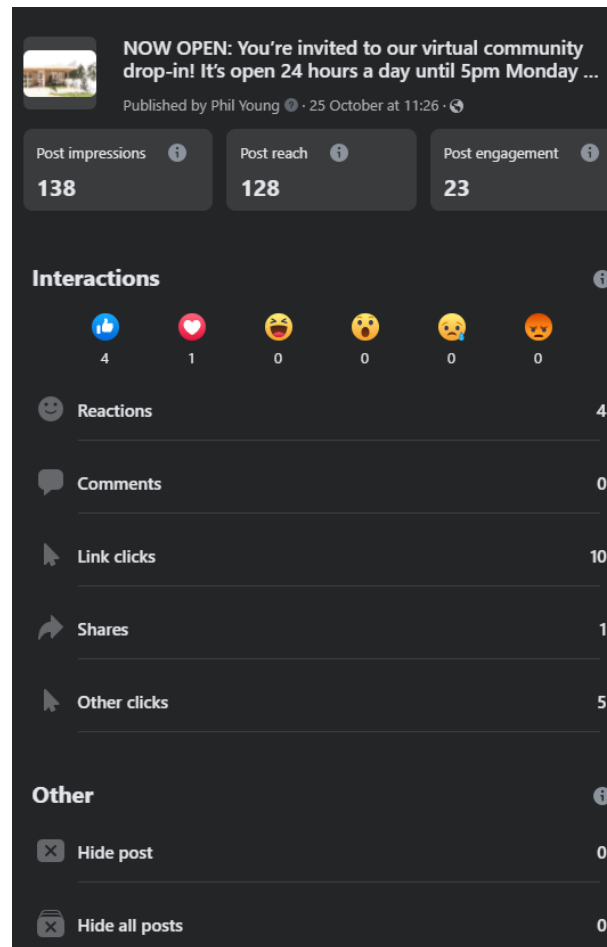 NOW OPEN: You’re invited to our virtual community
drop-in! It’s open 24 hours a day until 5pm Monday ...
Published by Phil Young · 25 October at 11:26 ·
Post impressions
138
Post reach
128
Post engagement
23
Interactions
4 1 0 0 0 0
Reactions 4
Comments 0
Link clicks 10
Shares 1
Other clicks 5
Other
Hide post 0
Hide all posts 0